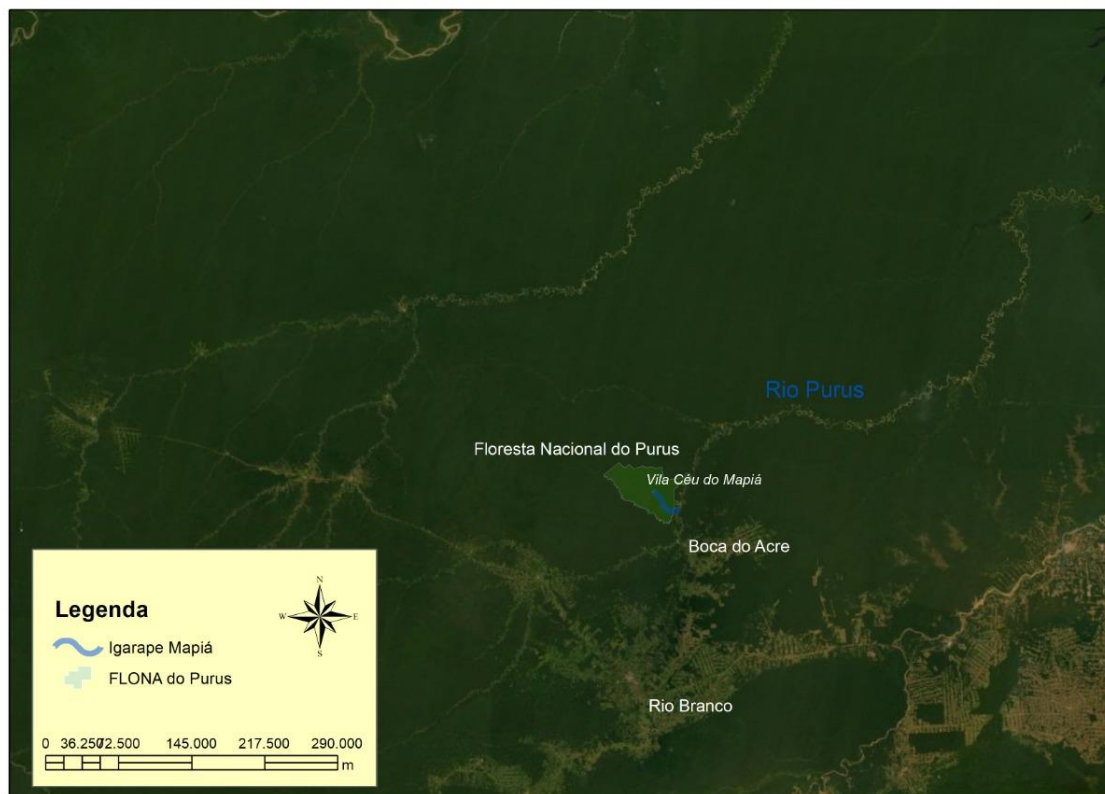 Rio Purus
Floresta Nacional do Purus
Vila Céu do Mapiá
Boca do Acre
Rio Branco
Legenda
N
W E
S
Igarape Mapiá
FLONA do Purus
0 36.250 72.500 145.000 217.500 290.000
m